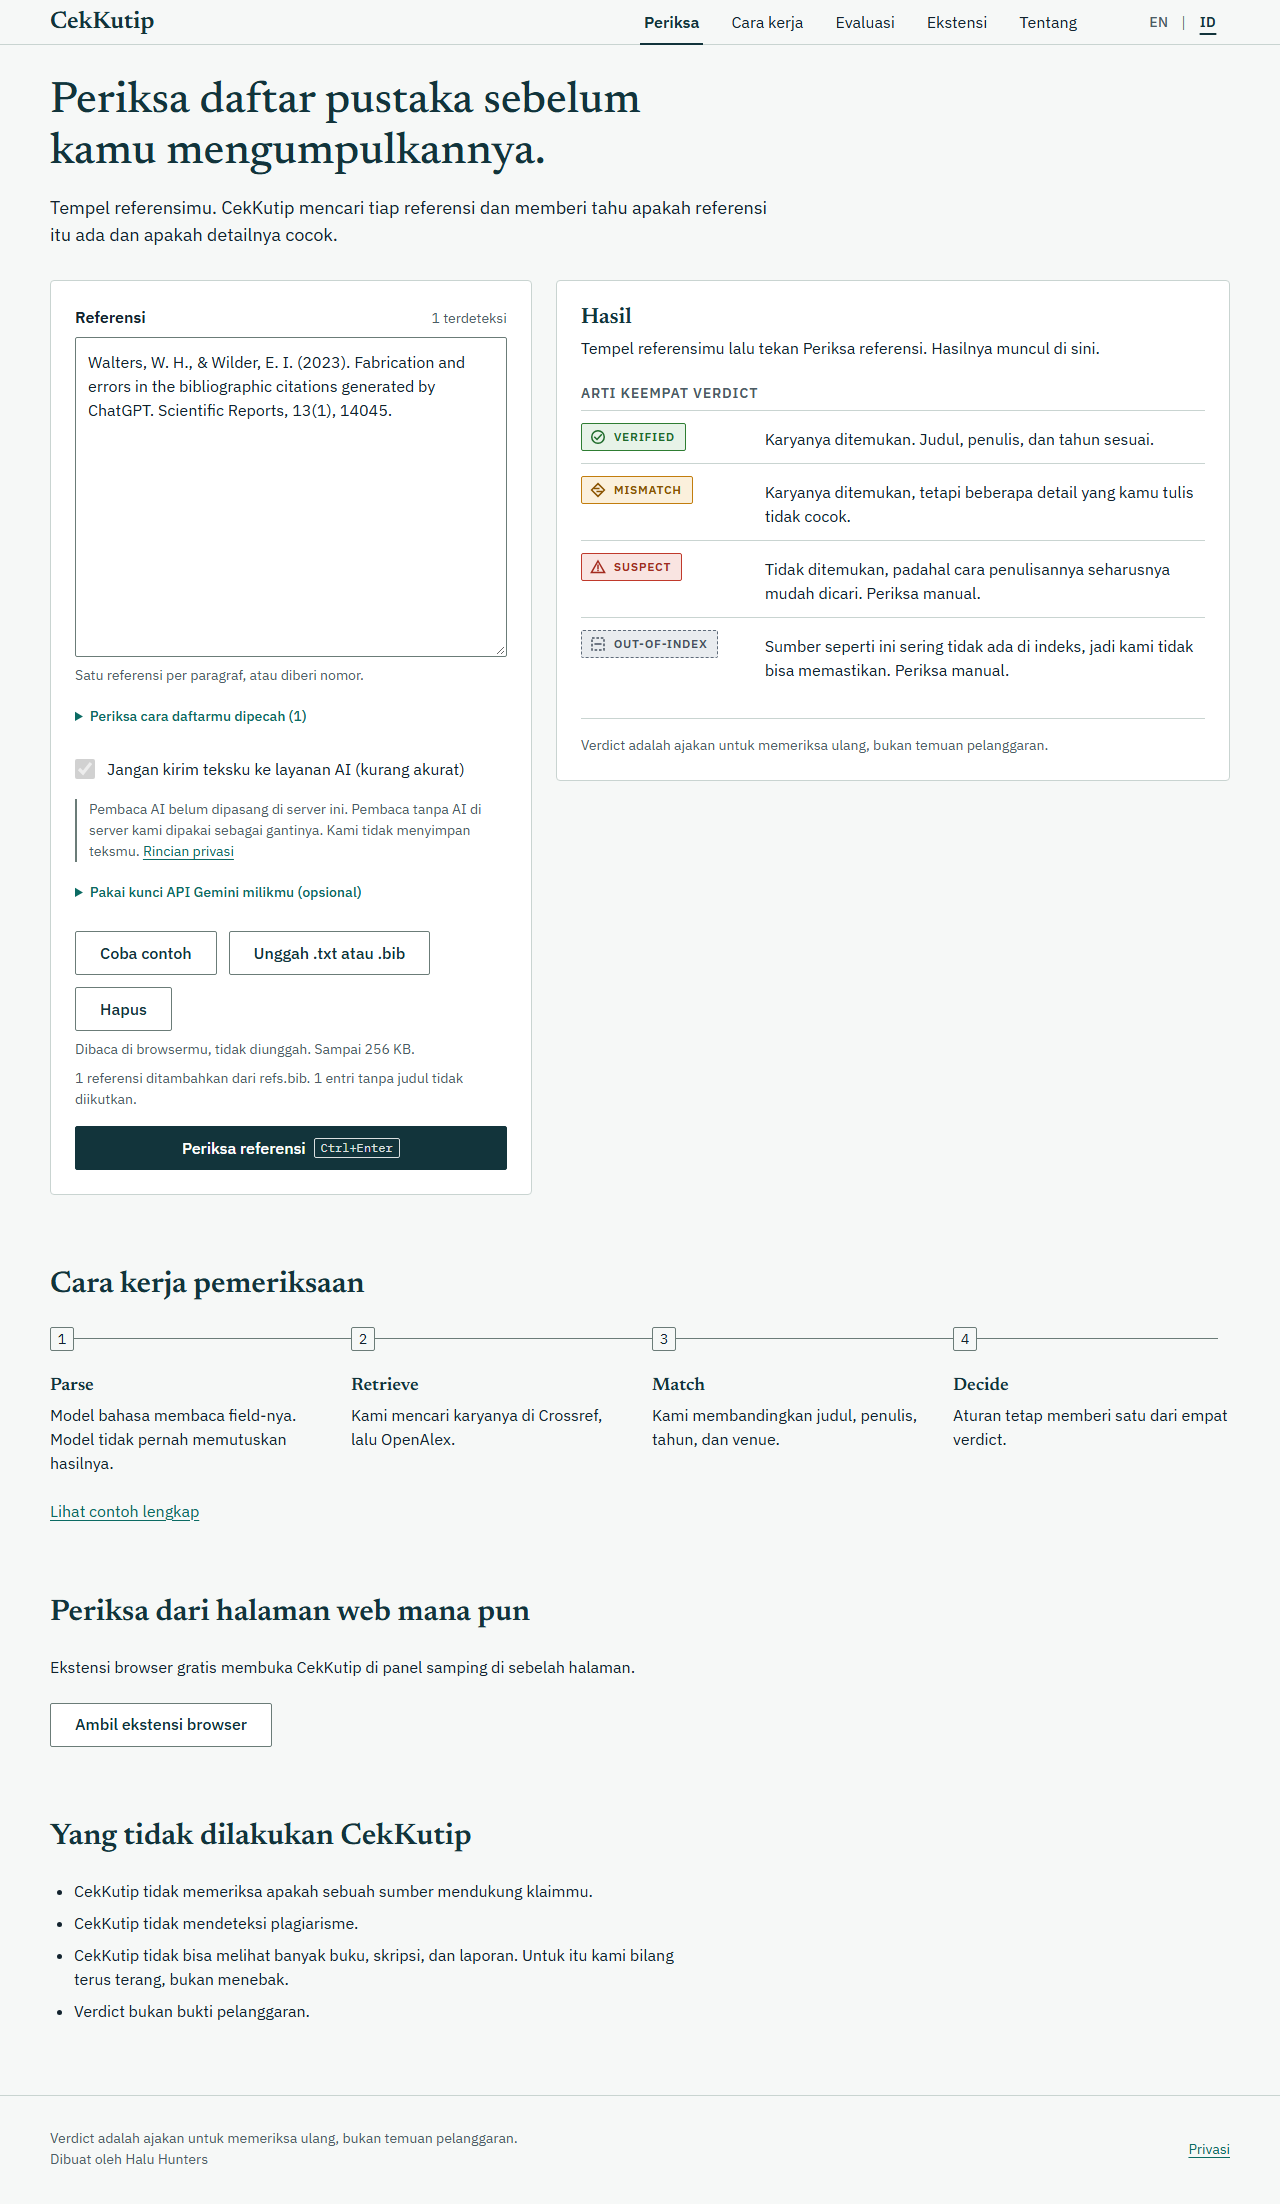 CekKutip
Periksa Cara kerja Evaluasi Ekstensi Tentang EN | ID
Periksa daftar pustaka sebelum
kamu mengumpulkannya.
Tempel referensimu. CekKutip mencari tiap referensi dan memberi tahu apakah referensi
itu ada dan apakah detailnya cocok.
Referensi 1 terdeteksi
Walters, W. H., & Wilder, E. I. (2023). Fabrication and
errors in the bibliographic citations generated by
ChatGPT. Scientific Reports, 13(1), 14045.
Satu referensi per paragraf, atau diberi nomor.
Periksa cara daftarmu dipecah (1)
Jangan kirim teksku ke layanan AI (kurang akurat)
Pembaca AI belum dipasang di server ini. Pembaca tanpa AI di
server kami dipakai sebagai gantinya. Kami tidak menyimpan
teksmu. Rincian privasi
Pakai kunci API Gemini milikmu (opsional)
Coba contoh
Unggah .txt atau .bib
Hapus
Dibaca di browsermu, tidak diunggah. Sampai 256 KB.
1 referensi ditambahkan dari refs.bib. 1 entri tanpa judul tidak
diikutkan.
Periksa referensi Ctrl+Enter
Hasil
Tempel referensimu lalu tekan Periksa referensi. Hasilnya muncul di sini.
ARTI KEEMPAT VERDICT
VERIFIED
Karyanya ditemukan. Judul, penulis, dan tahun sesuai.
MISMATCH
Karyanya ditemukan, tetapi beberapa detail yang kamu tulis
tidak cocok.
SUSPECT
Tidak ditemukan, padahal cara penulisannya seharusnya
mudah dicari. Periksa manual.
OUT-OF-INDEX
Sumber seperti ini sering tidak ada di indeks, jadi kami tidak
bisa memastikan. Periksa manual.
Verdict adalah ajakan untuk memeriksa ulang, bukan temuan pelanggaran.
Cara kerja pemeriksaan
1
Parse
Model bahasa membaca field-nya.
Model tidak pernah memutuskan
hasilnya.
2
Retrieve
Kami mencari karyanya di Crossref,
lalu OpenAlex.
3
Match
Kami membandingkan judul, penulis,
tahun, dan venue.
4
Decide
Aturan tetap memberi satu dari empat
verdict.
Lihat contoh lengkap
Periksa dari halaman web mana pun
Ekstensi browser gratis membuka CekKutip di panel samping di sebelah halaman.
Ambil ekstensi browser
Yang tidak dilakukan CekKutip
• CekKutip tidak memeriksa apakah sebuah sumber mendukung klaimmu.
• CekKutip tidak mendeteksi plagiarisme.
• CekKutip tidak bisa melihat banyak buku, skripsi, dan laporan. Untuk itu kami bilang
terus terang, bukan menebak.
• Verdict bukan bukti pelanggaran.
Verdict adalah ajakan untuk memeriksa ulang, bukan temuan pelanggaran.
Dibuat oleh Halu Hunters
Privasi